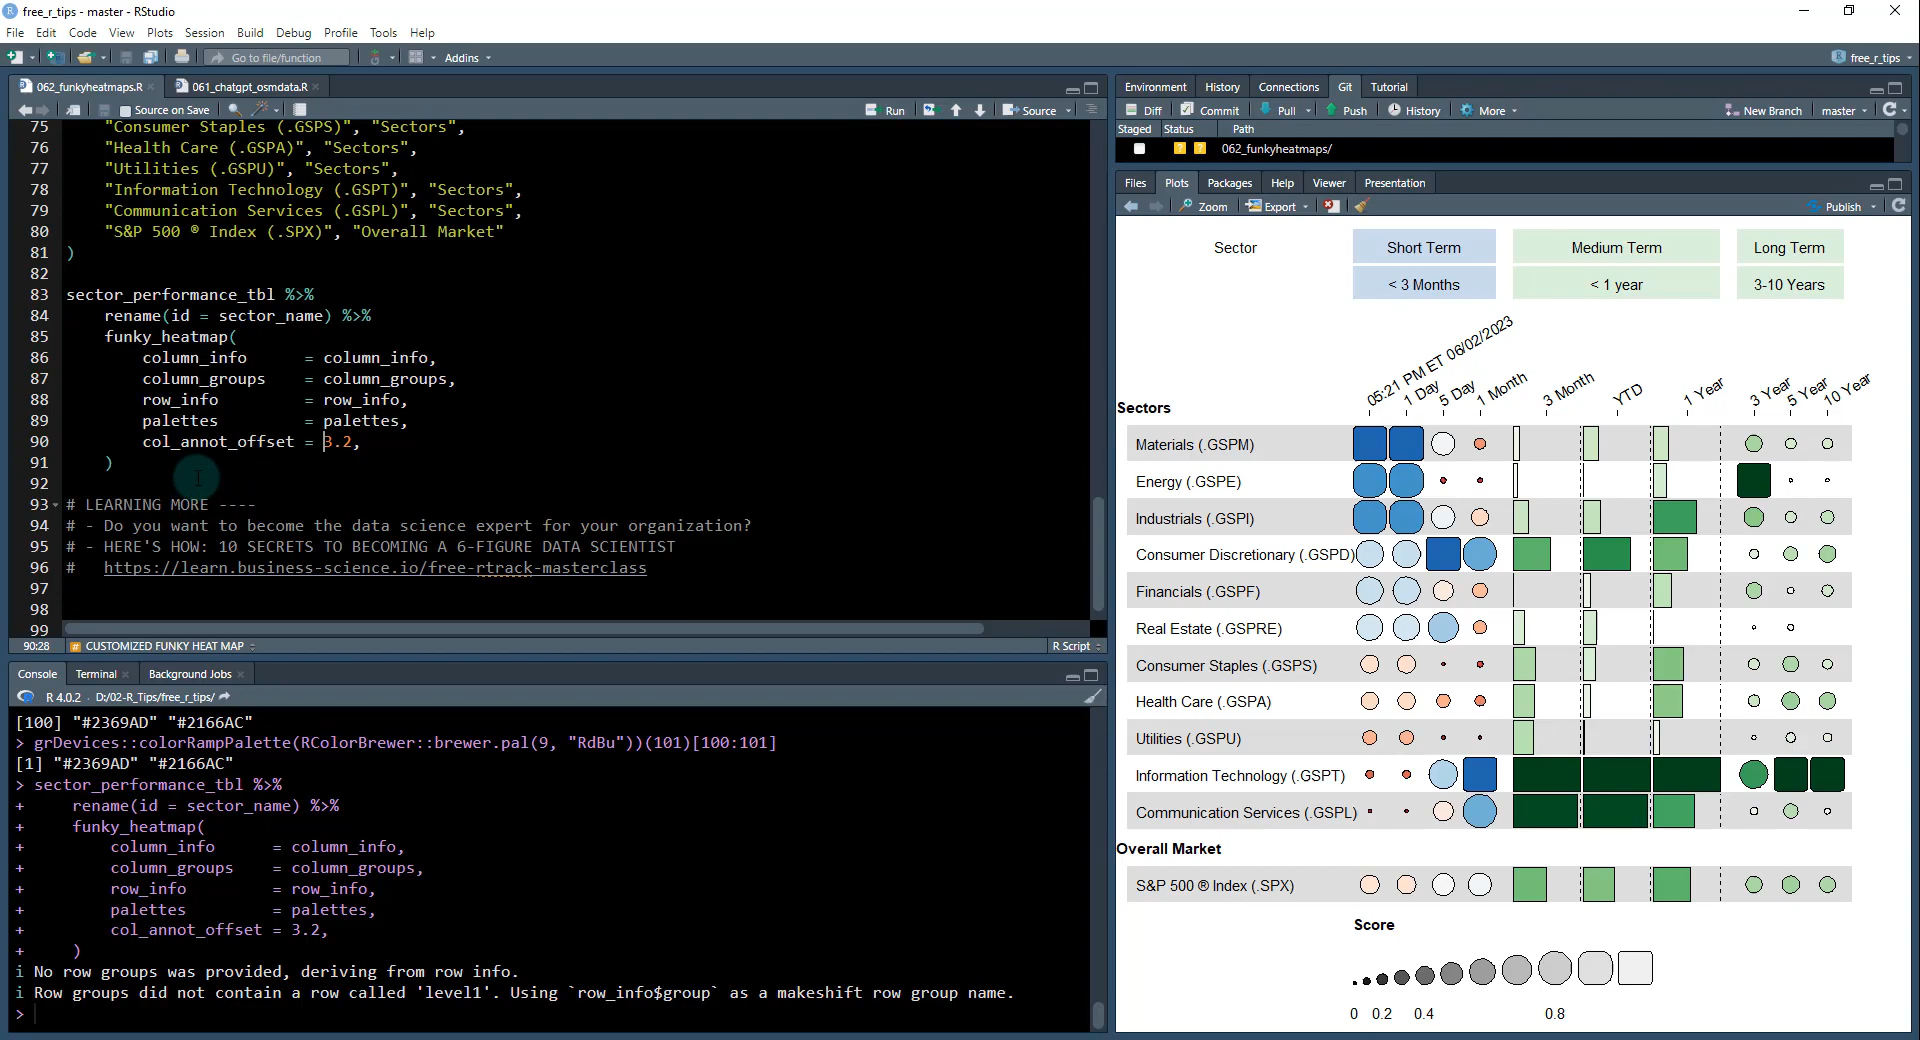 free_r_tips - master - RStudio
File Edit Code View Plots Session Build Debug Profile Tools Help
Go to file/function Addins free_r_tips
062_funkyheatmaps.R 061_chatgpt_osmdata.R
Source on Save Run Source
75 "Consumer Staples (.GSPS)", "Sectors",
76 "Health Care (.GSPA)", "Sectors",
77 "Utilities (.GSPU)", "Sectors",
78 "Information Technology (.GSPT)", "Sectors",
79 "Communication Services (.GSPL)", "Sectors",
80 "S&P 500 ® Index (.SPX)", "Overall Market"
81 )
82
83 sector_performance_tbl %>%
84 rename(id = sector_name) %>%
85 funky_heatmap(
86 column_info = column_info,
87 column_groups = column_groups,
88 row_info = row_info,
89 palettes = palettes,
90 col_annot_offset = 3.2,
91 )
92
93 # LEARNING MORE ----
94 # - Do you want to become the data science expert for your organization?
95 # - HERE'S HOW: 10 SECRETS TO BECOMING A 6-FIGURE DATA SCIENTIST
96 # https://learn.business-science.io/free-rtrack-masterclass
97
98
99
90:28 # CUSTOMIZED FUNKY HEAT MAP R Script
Console Terminal Background Jobs
R 4.0.2 · D:/02-R_Tips/free_r_tips/
[100] "#2369AD" "#2166AC"
> grDevices::colorRampPalette(RColorBrewer::brewer.pal(9, "RdBu"))(101)[100:101]
[1] "#2369AD" "#2166AC"
> sector_performance_tbl %>%
+ rename(id = sector_name) %>%
+ funky_heatmap(
+ column_info = column_info,
+ column_groups = column_groups,
+ row_info = row_info,
+ palettes = palettes,
+ col_annot_offset = 3.2,
+ )
i No row groups was provided, deriving from row info.
i Row groups did not contain a row called 'level1'. Using `row_info$group` as a makeshift row group name.
>
Environment History Connections Git Tutorial
Diff Commit Pull Push History More New Branch master
Staged Status Path
? ? 062_funkyheatmaps/
Files Plots Packages Help Viewer Presentation
Zoom Export Publish
Sector Short Term Medium Term Long Term
< 3 Months < 1 year 3-10 Years
05:21 PM ET 06/02/2023 1 Day 5 Day 1 Month 3 Month YTD 1 Year 3 Year 5 Year 10 Year
Sectors
Materials (.GSPM)
Energy (.GSPE)
Industrials (.GSPI)
Consumer Discretionary (.GSPD)
Financials (.GSPF)
Real Estate (.GSPRE)
Consumer Staples (.GSPS)
Health Care (.GSPA)
Utilities (.GSPU)
Information Technology (.GSPT)
Communication Services (.GSPL)
Overall Market
S&P 500 ® Index (.SPX)
Score
0 0.2 0.4 0.8